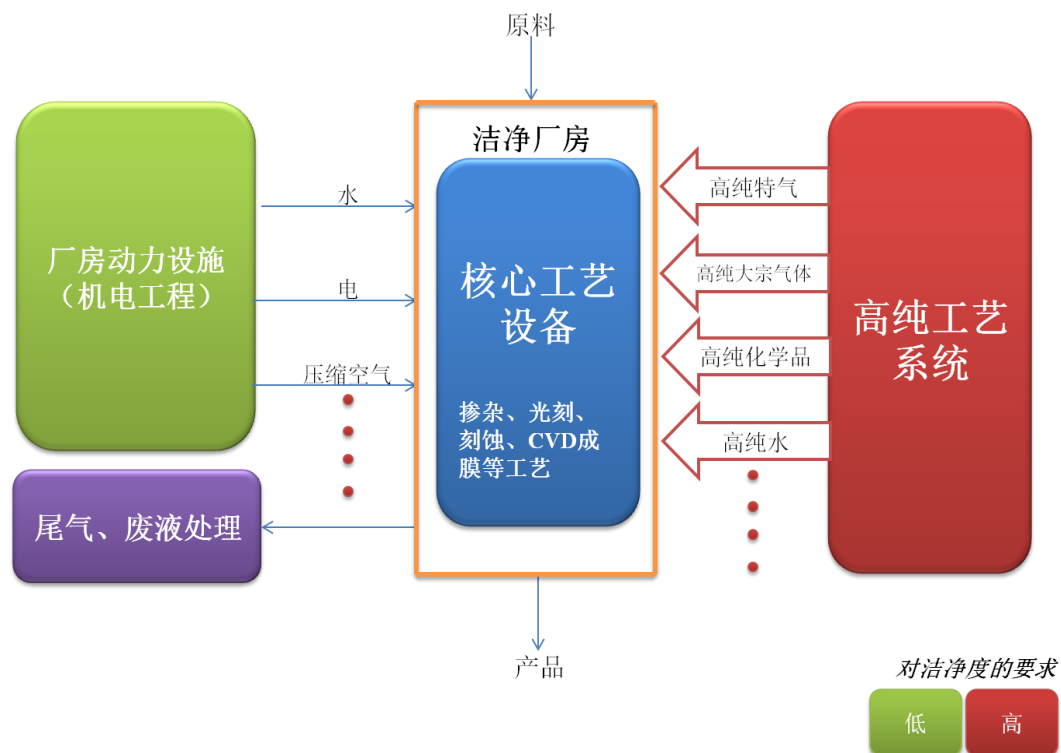 原料
厂房动力设施
（机电工程）
水
电
压缩空气
尾气、废液处理
洁净厂房
核心工艺
设备
掺杂、光刻、
刻蚀、CVD成
膜等工艺
高纯特气
高纯大宗气体
高纯化学品
高纯水
高纯工艺
系统
产品
对洁净度的要求
低
高